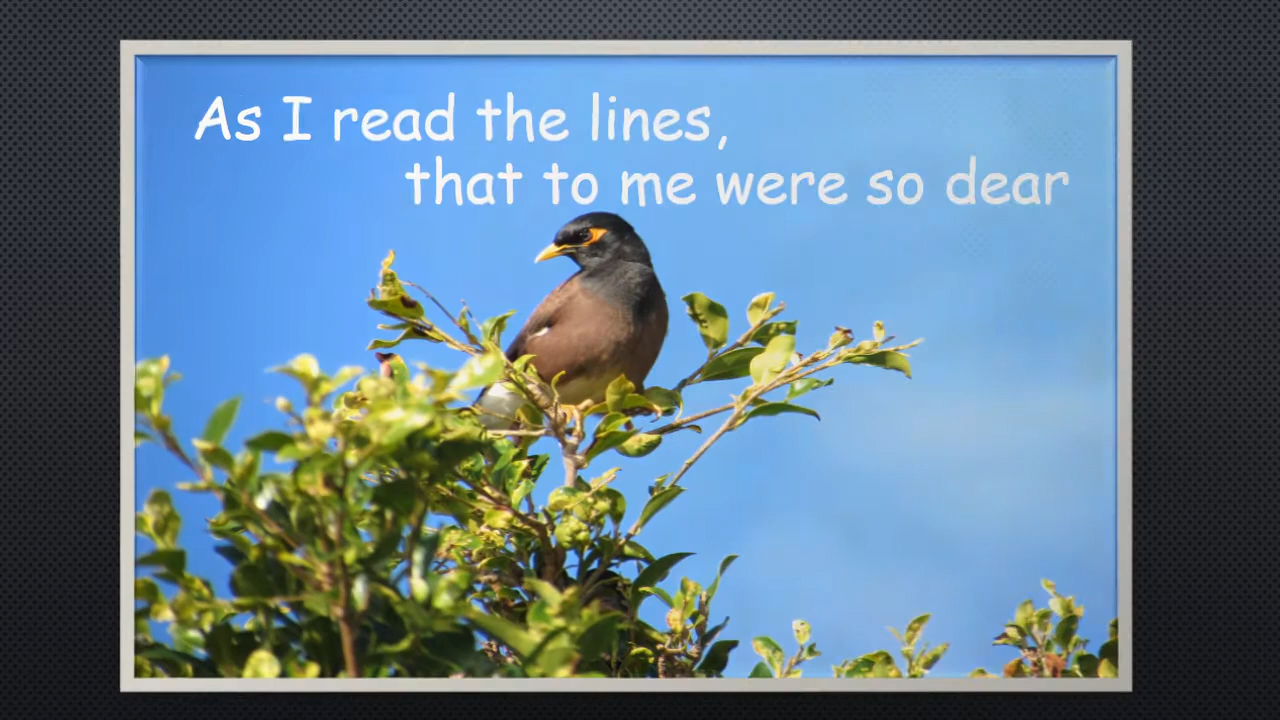 As I read the lines,
that to me were so dear